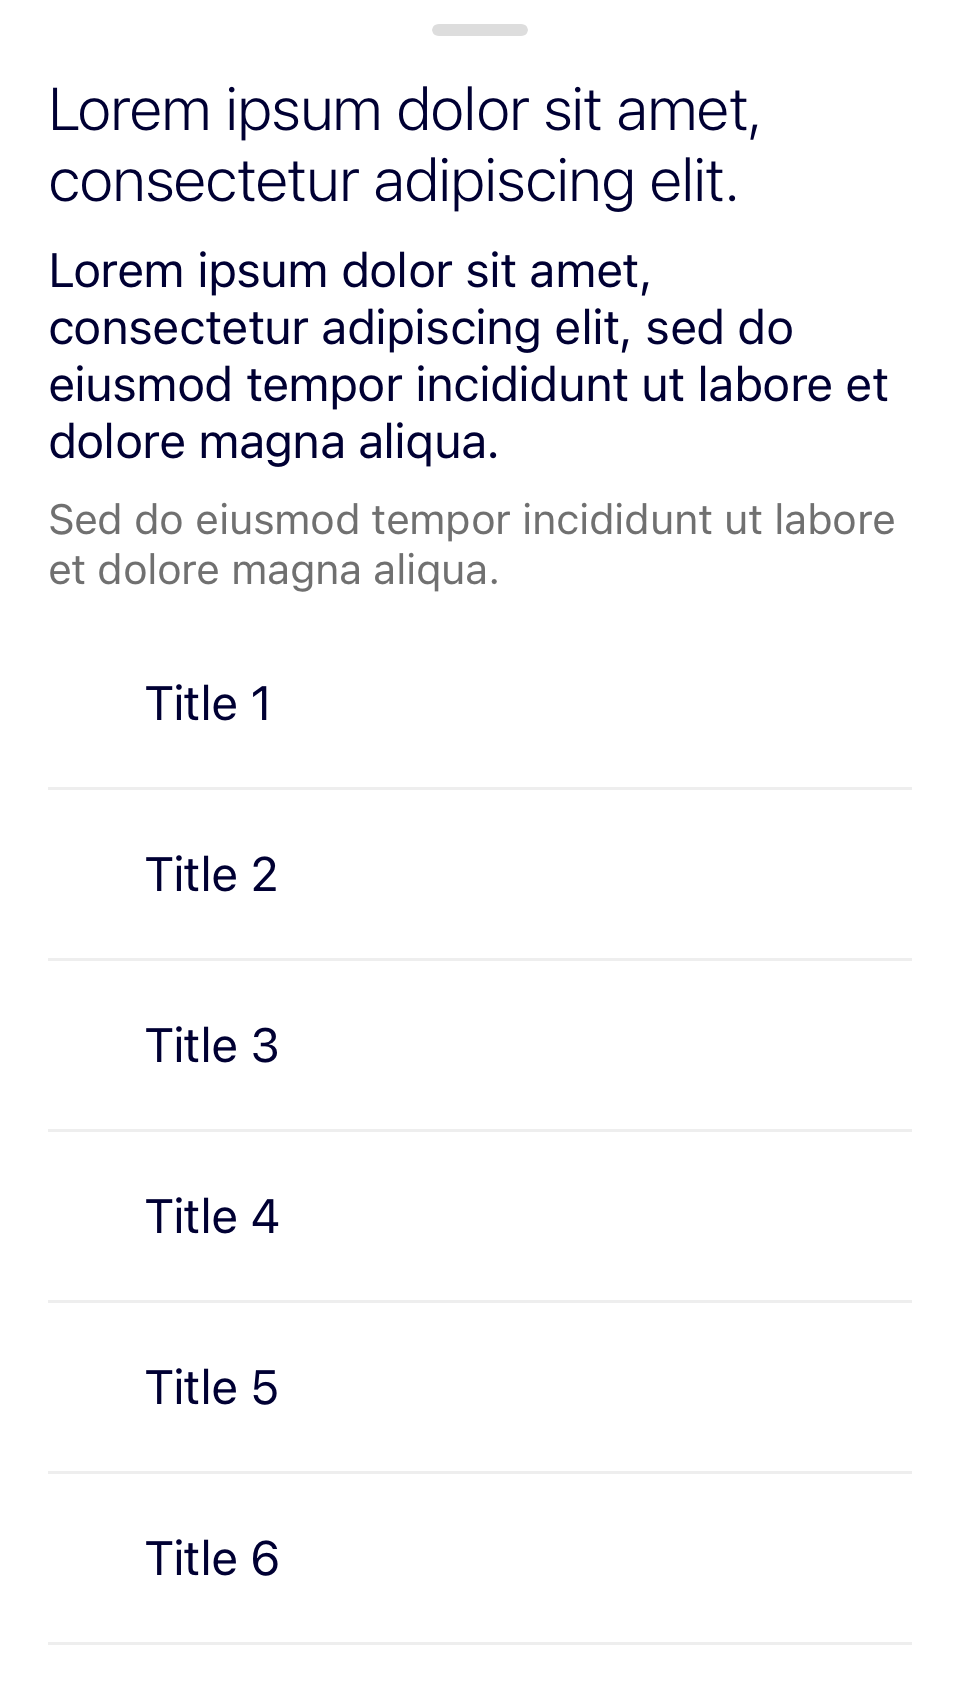 Lorem ipsum dolor sit amet,
consectetur adipiscing elit.
Lorem ipsum dolor sit amet,
consectetur adipiscing elit, sed do
eiusmod tempor incididunt ut labore et
dolore magna aliqua.
Sed do eiusmod tempor incididunt ut labore
et dolore magna aliqua.
Title 1
Title 2
Title 3
Title 4
Title 5
Title 6